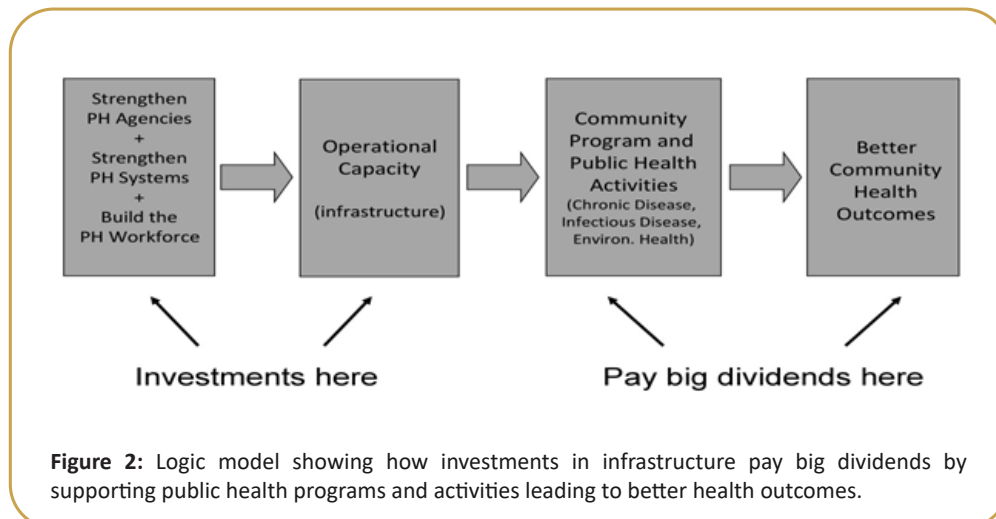 Strengthen
PH Agencies
+
Strengthen
PH Systems
+
Build the
PH Workforce
Operational
Capacity
(infrastructure)
Community
Program and
Public Health
Activities
(Chronic Disease,
Infectious Disease,
Environ. Health)
Better
Community
Health
Outcomes
Investments here
Pay big dividends here
Figure 2: Logic model showing how investments in infrastructure pay big dividends by
supporting public health programs and activities leading to better health outcomes.